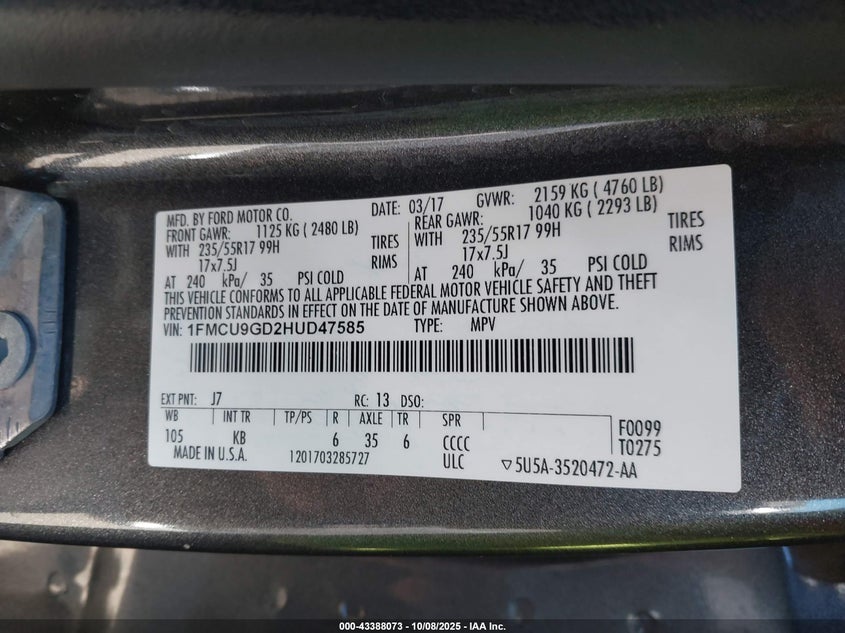 MFD. BY FORD MOTOR CO. DATE: 03/17 GVWR: 2159 KG ( 4760 LB)
FRONT GAWR: 1125 KG ( 2480 LB) REAR GAWR: 1040 KG ( 2293 LB)
WITH 235/55R17 99H TIRES WITH 235/55R17 99H TIRES
17x7.5J RIMS 17x7.5J RIMS
AT 240 kPa/ 35 PSI COLD AT 240 kPa/ 35 PSI COLD
THIS VEHICLE CONFORMS TO ALL APPLICABLE FEDERAL MOTOR VEHICLE SAFETY AND THEFT
PREVENTION STANDARDS IN EFFECT ON THE DATE OF MANUFACTURE SHOWN ABOVE.
VIN: 1FMCU9GD2HUD47585 TYPE: MPV
EXT PNT: J7 RC: 13 DSO:
WB INT TR TP/PS R AXLE TR SPR F0099
105 KB 6 35 6 CCCC T0275
MADE IN U.S.A. 1201703285727 ULC ▽5U5A-3520472-AA
000-43388073 - 10/08/2025 - IAA Inc.